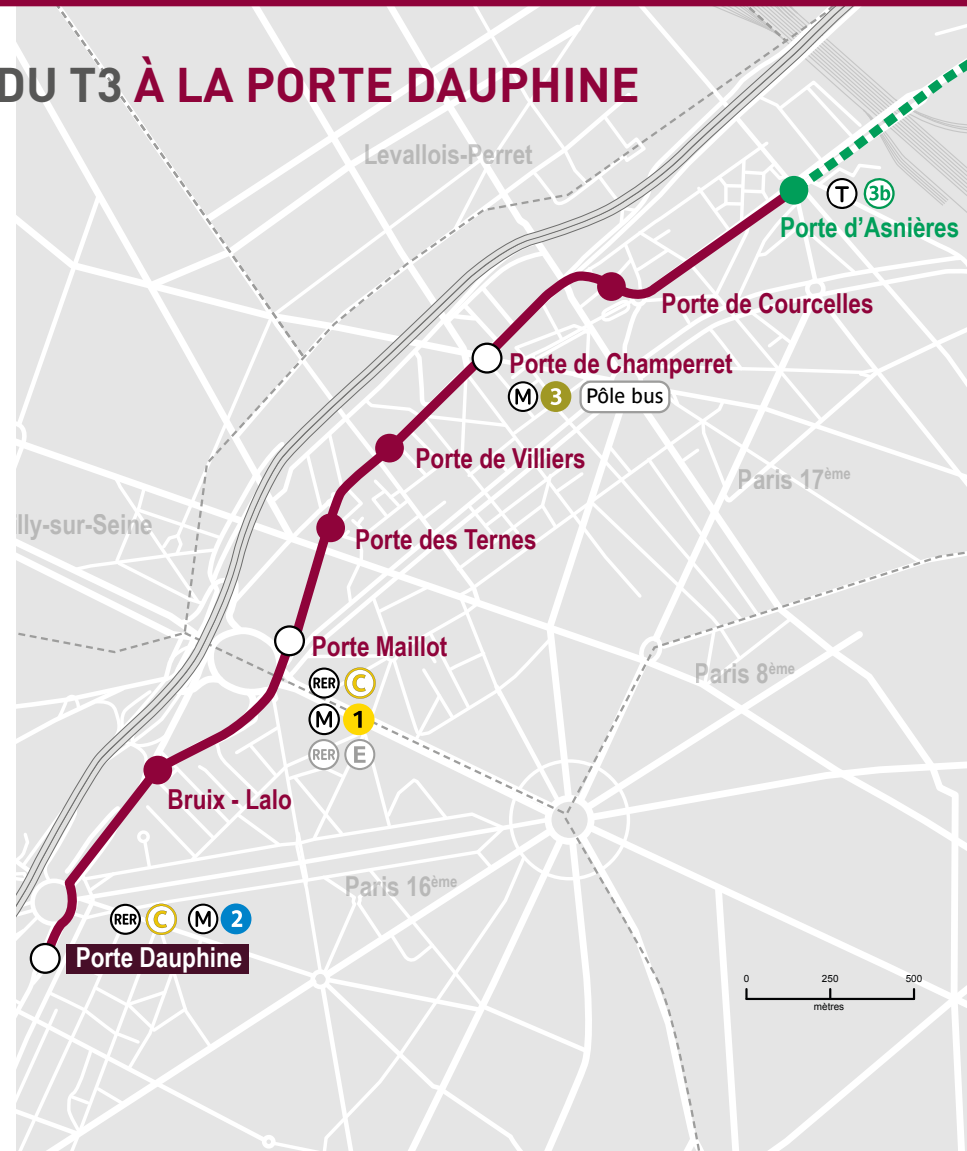 DU T3 À LA PORTE DAUPHINE
Levallois-Perret
T 3b
Porte d’Asnières
Porte de Courcelles
Porte de Champerret
M 3 Pôle bus
Porte de Villiers
Paris 17ème
lly-sur-Seine
Porte des Ternes
Porte Maillot
RER C
M 1
RER E
Paris 8ème
Bruix - Lalo
Paris 16ème
RER C M 2
Porte Dauphine
0 250 500
mètres